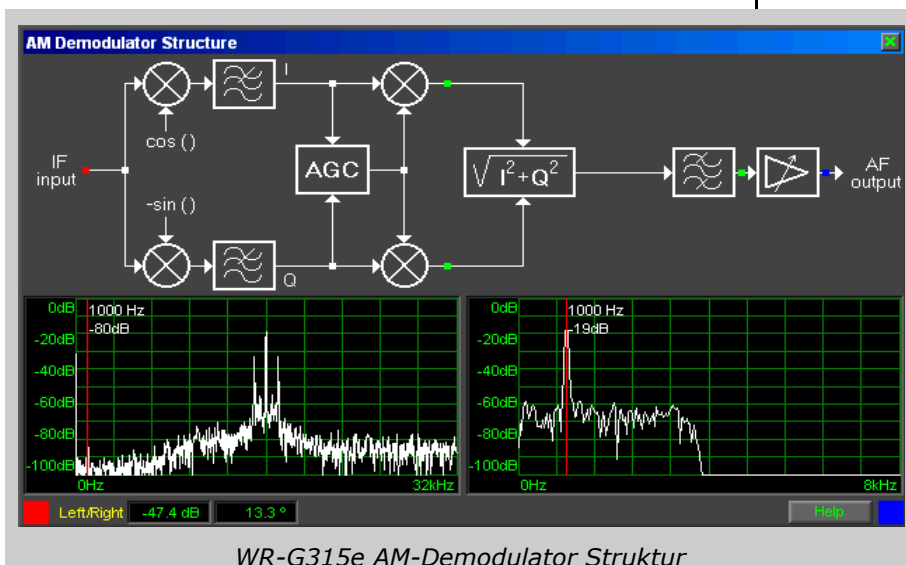 AM Demodulator Structure
I
cos ()
IF
input
AGC
√ I²+Q²
AF
output
-sin ()
Q
0dB
-20dB
-40dB
-60dB
-80dB
-100dB
1000 Hz
-80dB
0Hz
32kHz
0dB
-20dB
-40dB
-60dB
-80dB
-100dB
1000 Hz
-19dB
0Hz
8kHz
Left/Right -47.4 dB 13.3 °
Help
WR-G315e AM-Demodulator Struktur